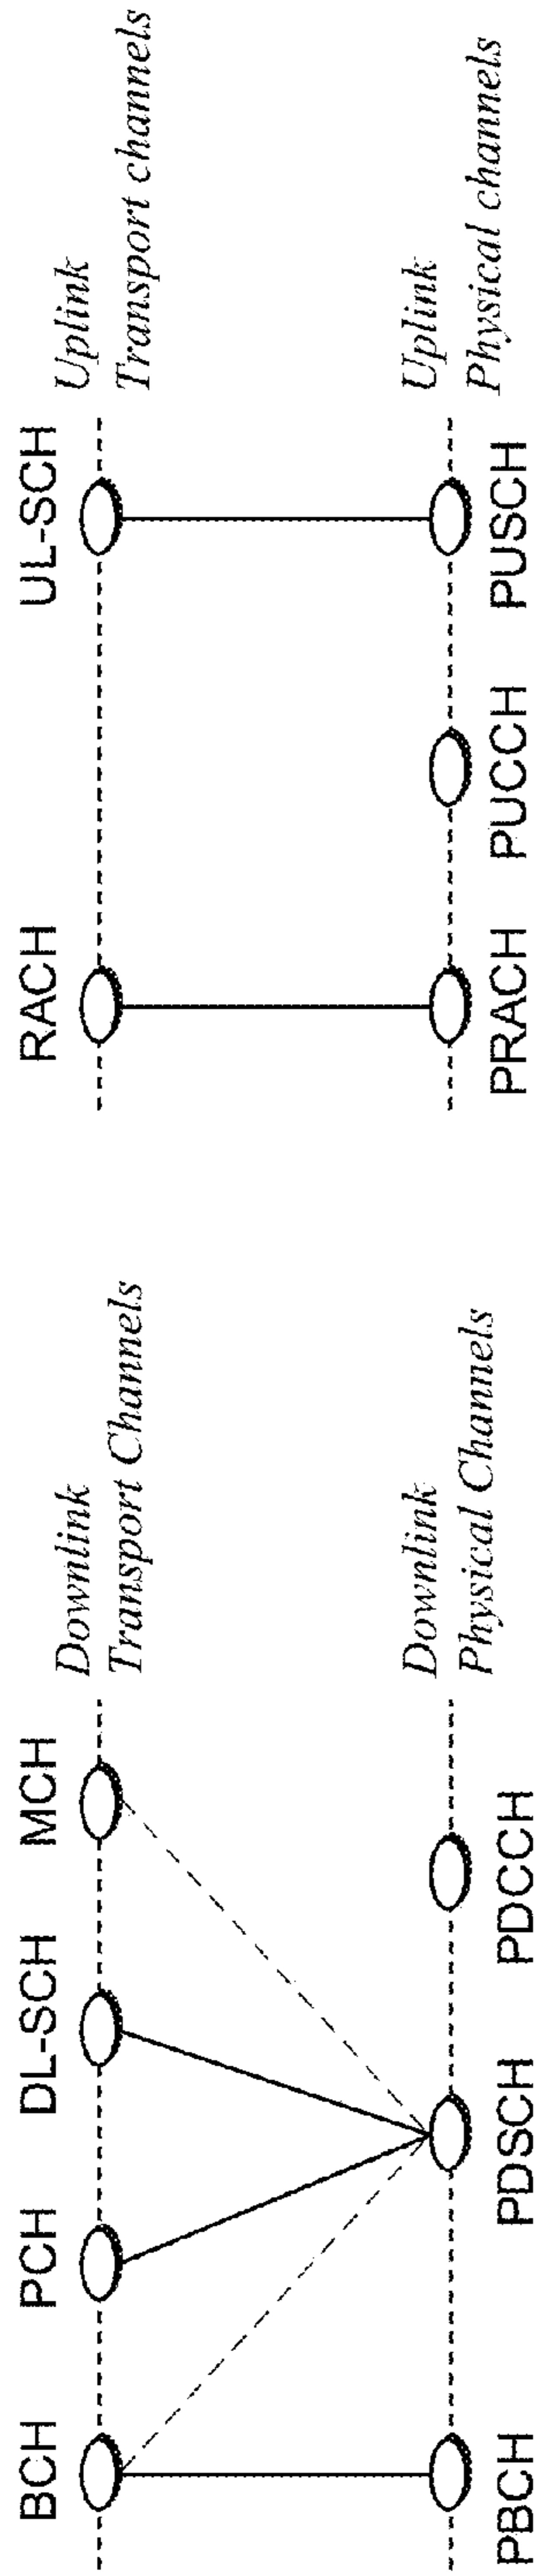 BCH
PCH
DL-SCH
MCH
Downlink
Transport Channels
PBCH
PDSCH
PDCCH
Downlink
Physical Channels
RACH
UL-SCH
Uplink
Transport channels
PRACH
PUCCH
PUSCH
Uplink
Physical channels